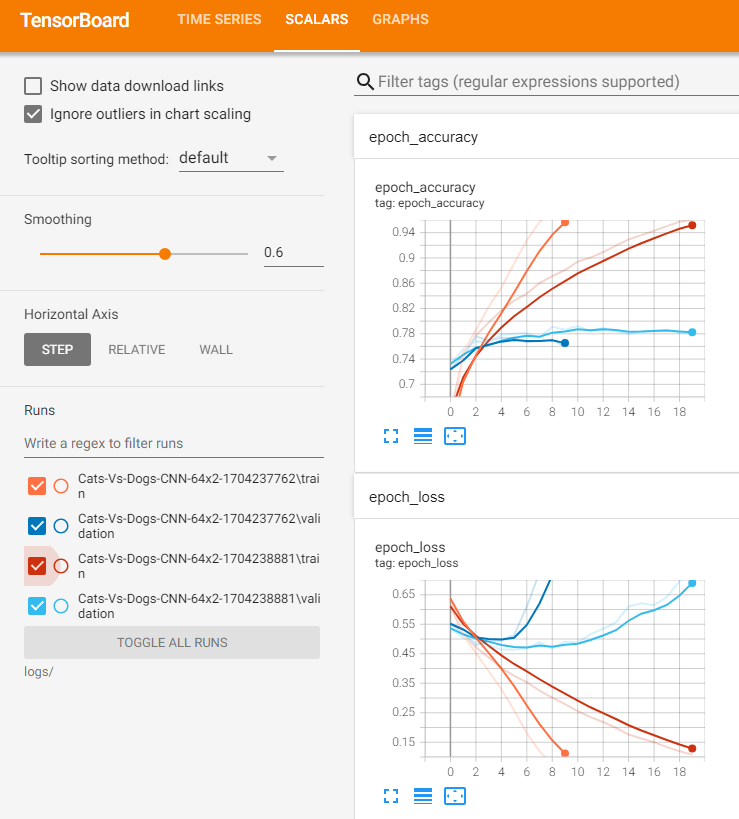 TensorBoard TIME SERIES SCALARS GRAPHS
Show data download links
Ignore outliers in chart scaling
Tooltip sorting method: default
Smoothing
0.6
Horizontal Axis
STEP RELATIVE WALL
Runs
Write a regex to filter runs
Cats-Vs-Dogs-CNN-64x2-1704237762\trai
n
Cats-Vs-Dogs-CNN-64x2-1704237762\vali
dation
Cats-Vs-Dogs-CNN-64x2-1704238881\trai
n
Cats-Vs-Dogs-CNN-64x2-1704238881\vali
dation
TOGGLE ALL RUNS
logs/
Filter tags (regular expressions supported)
epoch_accuracy
epoch_accuracy
tag: epoch_accuracy
0.94
0.9
0.86
0.82
0.78
0.74
0.7
0 2 4 6 8 10 12 14 16 18
epoch_loss
epoch_loss
tag: epoch_loss
0.65
0.55
0.45
0.35
0.25
0.15
0 2 4 6 8 10 12 14 16 18